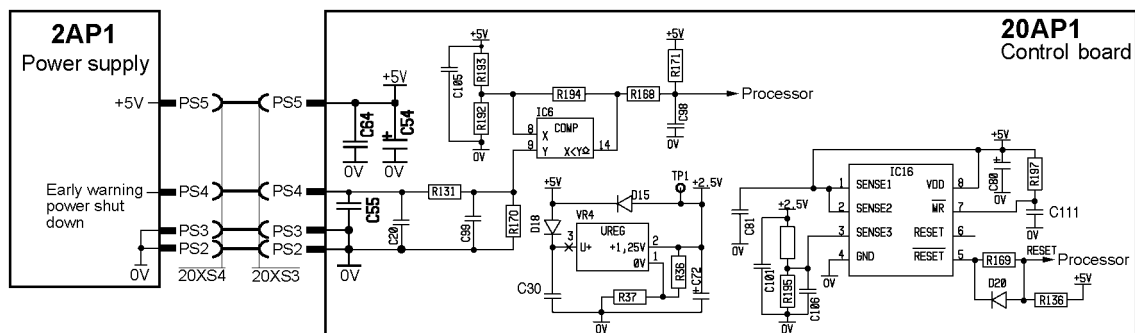 2AP1
Power supply
20AP1
Control board
+5V
PS5
PS5
+5V
C64
C54
+
0V
0V
Early warning
power shut
down
PS4
PS4
PS3
PS3
PS2
PS2
0V
20XS4
20XS3
C55
0V
C20
R131
C99
R170
+5V
C105
R193
R192
0V
R194
R168
+5V
R171
C98
0V
Processor
IC6
COMP
8
X
9
Y
X<YΩ
14
+5V
D18
D15
TP1
+2.5V
VR4
UREG
3
U+
+1,25V
2
0V
1
C30
R37
R36
+
C72
0V
+5V
C80
+
0V
R197
C111
0V
IC16
1
SENSE1
VDD
8
2
SENSE2
MR
7
3
SENSE3
RESET
6
4
GND
RESET
5
0V
C81
0V
+2.5V
C101
R195
C106
0V
R169
RESET
Processor
D20
R136
+5V